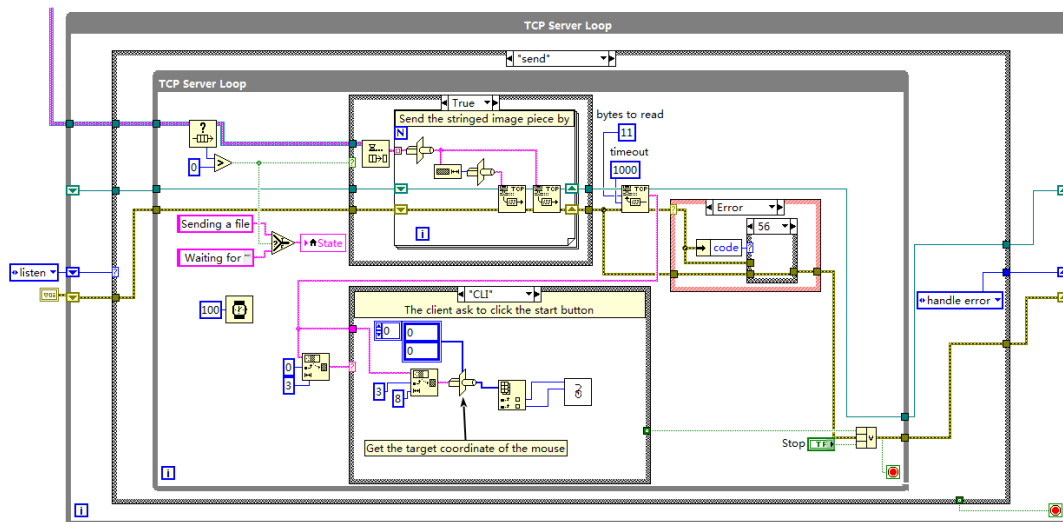 TCP Server Loop
"send"
TCP Server Loop
True
Send the stringed image piece by
N
?
0
>
?
TCP
TCP
i
bytes to read
11
timeout
1000
TCP
Error
56
code
?
?
Sending a file
Waiting for
State
listen
?
handle error
100
"CLI"
The client ask to click the start button
0
0
0
0
3
?
3
8
Get the target coordinate of the mouse
Stop
TF
V
i
i